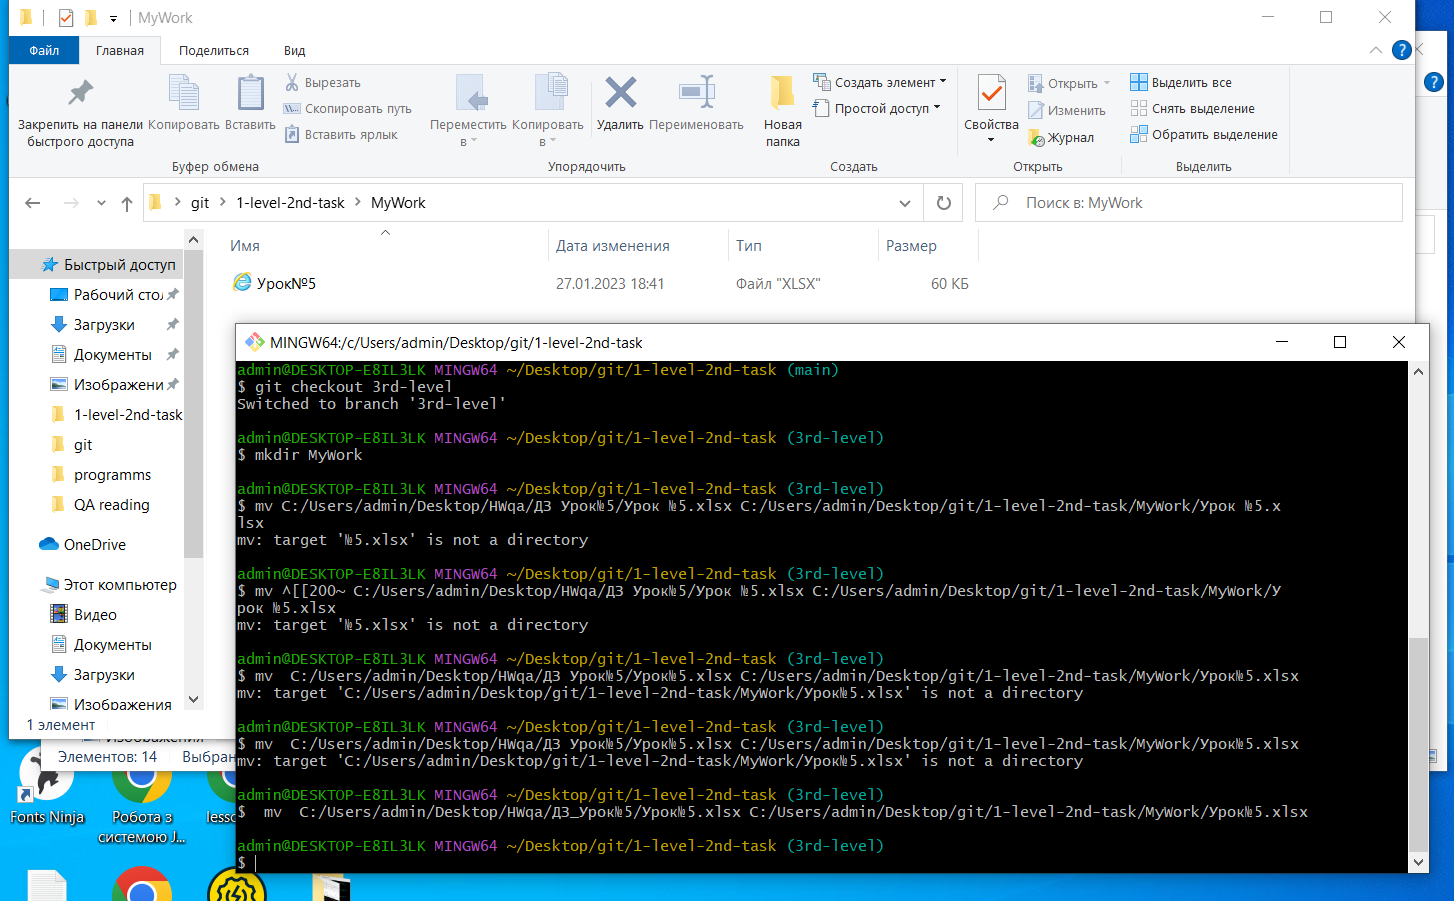 MyWork
Файл Главная Поделиться Вид
Закрепить на панели быстрого доступа
Копировать
Вставить
Вырезать
Скопировать путь
Вставить ярлык
Буфер обмена
Переместить в
Копировать в
Удалить
Переименовать
Упорядочить
Новая папка
Создать элемент
Простой доступ
Создать
Свойства
Открыть
Изменить
Журнал
Открыть
Выделить все
Снять выделение
Обратить выделение
Выделить
git > 1-level-2nd-task > MyWork
Поиск в: MyWork
Имя Дата изменения Тип Размер
Урок№5 27.01.2023 18:41 Файл "XLSX" 60 КБ
Быстрый доступ
Рабочий стол
Загрузки
Документы
Изображени
1-level-2nd-task
git
programms
QA reading
OneDrive
Этот компьютер
Видео
Документы
Загрузки
Изображения
1 элемент
Изображения
Элементов: 14 Выбран
MINGW64:/c/Users/admin/Desktop/git/1-level-2nd-task
admin@DESKTOP-E8IL3LK MINGW64 ~/Desktop/git/1-level-2nd-task (main)
$ git checkout 3rd-level
Switched to branch '3rd-level'
admin@DESKTOP-E8IL3LK MINGW64 ~/Desktop/git/1-level-2nd-task (3rd-level)
$ mkdir MyWork
admin@DESKTOP-E8IL3LK MINGW64 ~/Desktop/git/1-level-2nd-task (3rd-level)
$ mv C:/Users/admin/Desktop/HWqa/ДЗ Урок№5/Урок №5.xlsx C:/Users/admin/Desktop/git/1-level-2nd-task/MyWork/Урок №5.x
lsx
mv: target '№5.xlsx' is not a directory
admin@DESKTOP-E8IL3LK MINGW64 ~/Desktop/git/1-level-2nd-task (3rd-level)
$ mv ^[[200~ C:/Users/admin/Desktop/HWqa/ДЗ Урок№5/Урок №5.xlsx C:/Users/admin/Desktop/git/1-level-2nd-task/MyWork/У
рок №5.xlsx
mv: target '№5.xlsx' is not a directory
admin@DESKTOP-E8IL3LK MINGW64 ~/Desktop/git/1-level-2nd-task (3rd-level)
$ mv  C:/Users/admin/Desktop/HWqa/ДЗ Урок№5/Урок№5.xlsx C:/Users/admin/Desktop/git/1-level-2nd-task/MyWork/Урок№5.xlsx
mv: target 'C:/Users/admin/Desktop/git/1-level-2nd-task/MyWork/Урок№5.xlsx' is not a directory
admin@DESKTOP-E8IL3LK MINGW64 ~/Desktop/git/1-level-2nd-task (3rd-level)
$ mv  C:/Users/admin/Desktop/HWqa/ДЗ Урок№5/Урок№5.xlsx C:/Users/admin/Desktop/git/1-level-2nd-task/MyWork/Урок№5.xlsx
mv: target 'C:/Users/admin/Desktop/git/1-level-2nd-task/MyWork/Урок№5.xlsx' is not a directory
admin@DESKTOP-E8IL3LK MINGW64 ~/Desktop/git/1-level-2nd-task (3rd-level)
$  mv  C:/Users/admin/Desktop/HWqa/ДЗ_Урок№5/Урок№5.xlsx C:/Users/admin/Desktop/git/1-level-2nd-task/MyWork/Урок№5.xlsx
admin@DESKTOP-E8IL3LK MINGW64 ~/Desktop/git/1-level-2nd-task (3rd-level)
$
Fonts Ninja
Робота з
системою J...
lesso